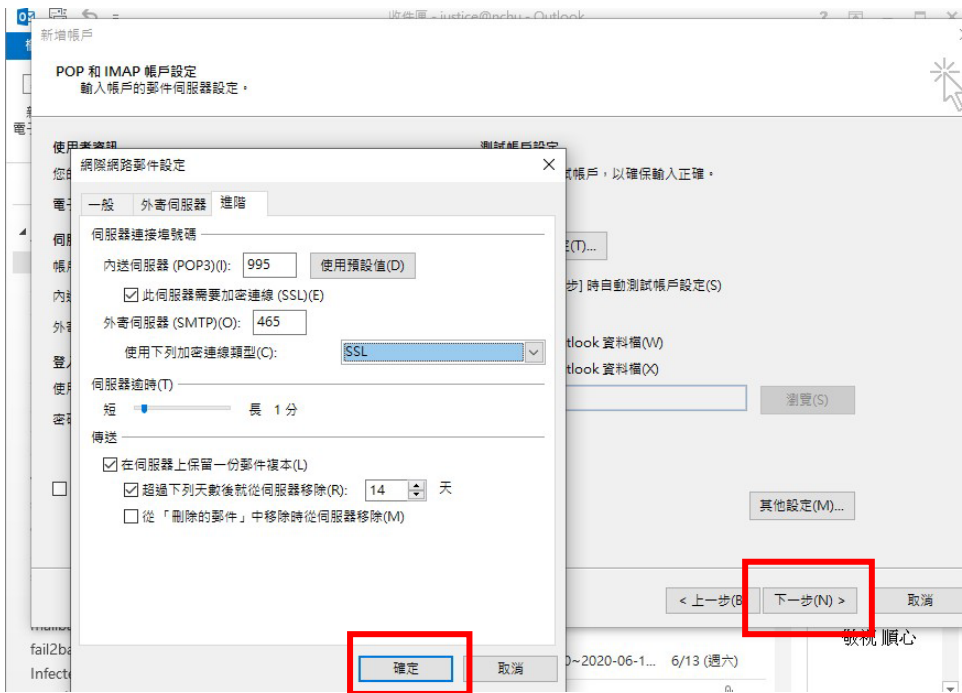 收件匣 - justice@nchu - Outlook
新增帳戶
POP 和 IMAP 帳戶設定
輸入帳戶的郵件伺服器設定。
使用者資訊
測試帳戶設定
試帳戶，以確保輸入正確。
網際網路郵件設定
一般 外寄伺服器 進階
伺服器連接埠號碼
內送伺服器 (POP3)(I): 995 使用預設值(D)
此伺服器需要加密連線 (SSL)(E)
步] 時自動測試帳戶設定(S)
外寄伺服器 (SMTP)(O): 465
使用下列加密連線類型(C): SSL
tlook 資料檔(W)
tlook 資料檔(X)
伺服器逾時(T)
短 長 1 分
瀏覽(S)
傳送
在伺服器上保留一份郵件複本(L)
超過下列天數後就從伺服器移除(R): 14 天
從「刪除的郵件」中移除時從伺服器移除(M)
其他設定(M)...
< 上一步(B 下一步(N) > 取消
敬祝 順心
fail2ba
確定 取消
0~2020-06-1... 6/13 (週六)
Infecte